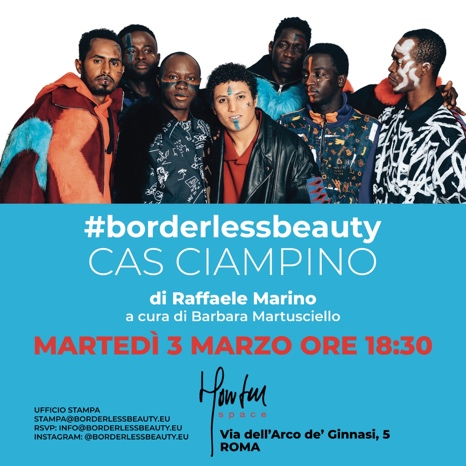 #borderlessbeauty
CAS CIAMPINO
di Raffaele Marino
a cura di Barbara Martusciello
MARTEDÌ 3 MARZO ORE 18:30
space
UFFICIO STAMPA
STAMPA@BORDERLESSBEAUTY.EU
RSVP: INFO@BORDERLESSBEAUTY.EU
INSTAGRAM: @BORDERLESSBEAUTY.EU
Via dell'Arco de' Ginnasi, 5
ROMA